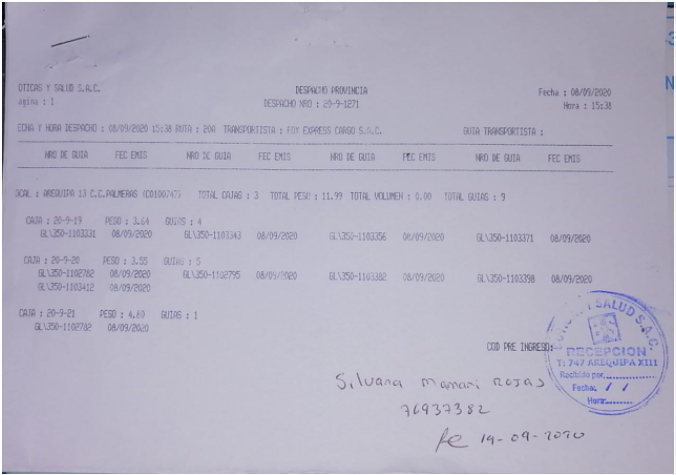 OTICAS Y SALUD S.A.C. DESPACHO PROVINCIA Fecha : 08/09/2020
agina : 1 DESPACHO NRO : 20-9-1271 Hora : 15:38
ECHA Y HORA DESPACHO : 08/09/2020 15:38 RUTA : 20A TRANSPORTISTA : FOY EXPRESS CARGO S.A.C. GUIA TRANSPORTISTA :
NRO DE GUIA FEC EMIS NRO DE GUIA FEC EMIS NRO DE GUIA FEC EMIS NRO DE GUIA FEC EMIS
OCAL : AREQUIPA 13 C.C.PALMERAS (C0100747) TOTAL CAJAS : 3 TOTAL PESO : 11.99 TOTAL VOLUMEN : 0.00 TOTAL GUIAS : 9
CAJA : 20-9-19 PESO : 3.64 GUIAS : 4
GL\350-1103331 08/09/2020 GL\350-1103343 08/09/2020 GL\350-1103356 08/09/2020 GL\350-1103371 08/09/2020
CAJA : 20-9-20 PESO : 3.55 GUIAS : 5
GL\350-1102782 08/09/2020 GL\350-1102795 08/09/2020 GL\350-1103382 08/09/2020 GL\350-1103398 08/09/2020
GL\350-1103412 08/09/2020
CAJA : 20-9-21 PESO : 4.80 GUIAS : 1
GL\350-1102782 08/09/2020
COD PRE INGRESO:
SALUD S.A.C.
RECEPCION
T: 747 AREQUIPA XIII
Recibido por
Fecha: / /
Hora:
Silvana Mamani Rojas
76937382
19-09-2020